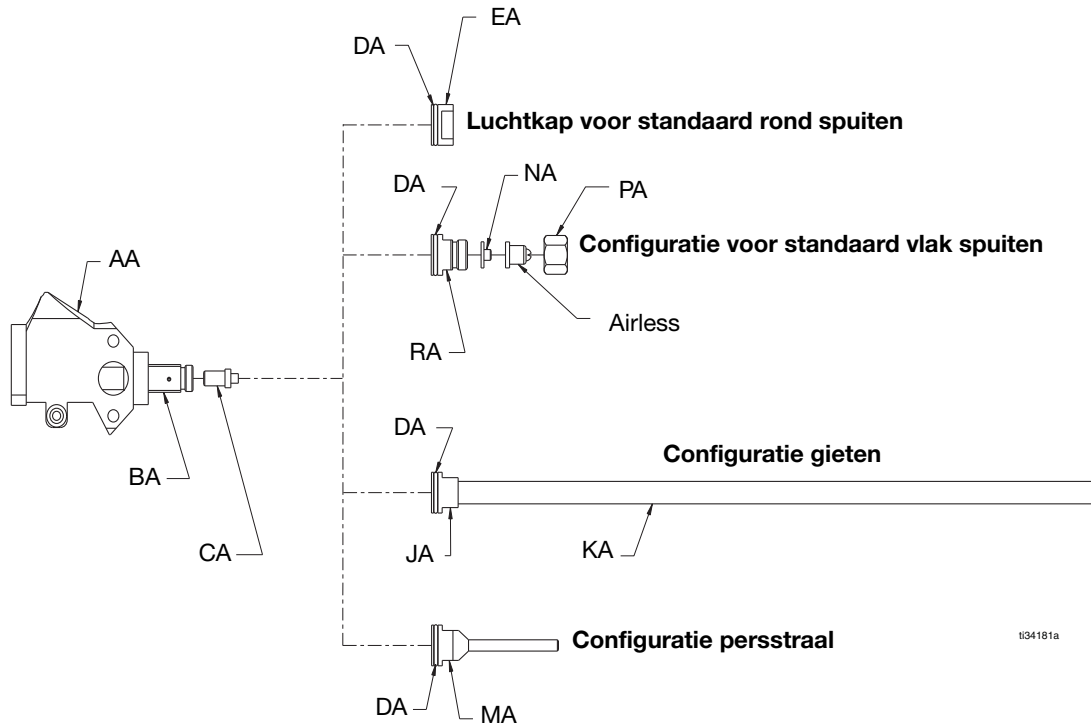 EA
DA
Luchtkap voor standaard rond spuiten
NA
DA
PA
Configuratie voor standaard vlak spuiten
AA
Airless
RA
DA
Configuratie gieten
BA
CA
JA
KA
Configuratie persstraal
ti34181a
DA
MA